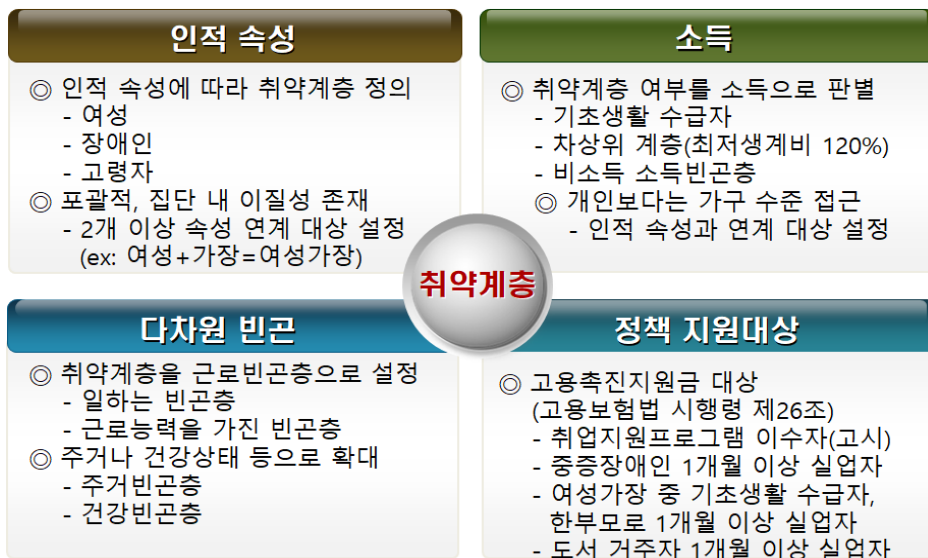 인적 속성
◎ 인적 속성에 따라 취약계층 정의
- 여성
- 장애인
- 고령자
◎ 포괄적, 집단 내 이질성 존재
- 2개 이상 속성 연계 대상 설정
(ex: 여성+가장=여성가장)
소득
◎ 취약계층 여부를 소득으로 판별
- 기초생활 수급자
- 차상위 계층(최저생계비 120%)
- 비소득 소득빈곤층
◎ 개인보다는 가구 수준 접근
- 인적 속성과 연계 대상 설정
취약계층
다차원 빈곤
◎ 취약계층을 근로빈곤층으로 설정
- 일하는 빈곤층
- 근로능력을 가진 빈곤층
◎ 주거나 건강상태 등으로 확대
- 주거빈곤층
- 건강빈곤층
정책 지원대상
◎ 고용촉진지원금 대상
(고용보험법 시행령 제26조)
- 취업지원프로그램 이수자(고시)
- 중증장애인 1개월 이상 실업자
- 여성가장 중 기초생활 수급자,
한부모로 1개월 이상 실업자
- 도서 거주자 1개월 이상 실업자